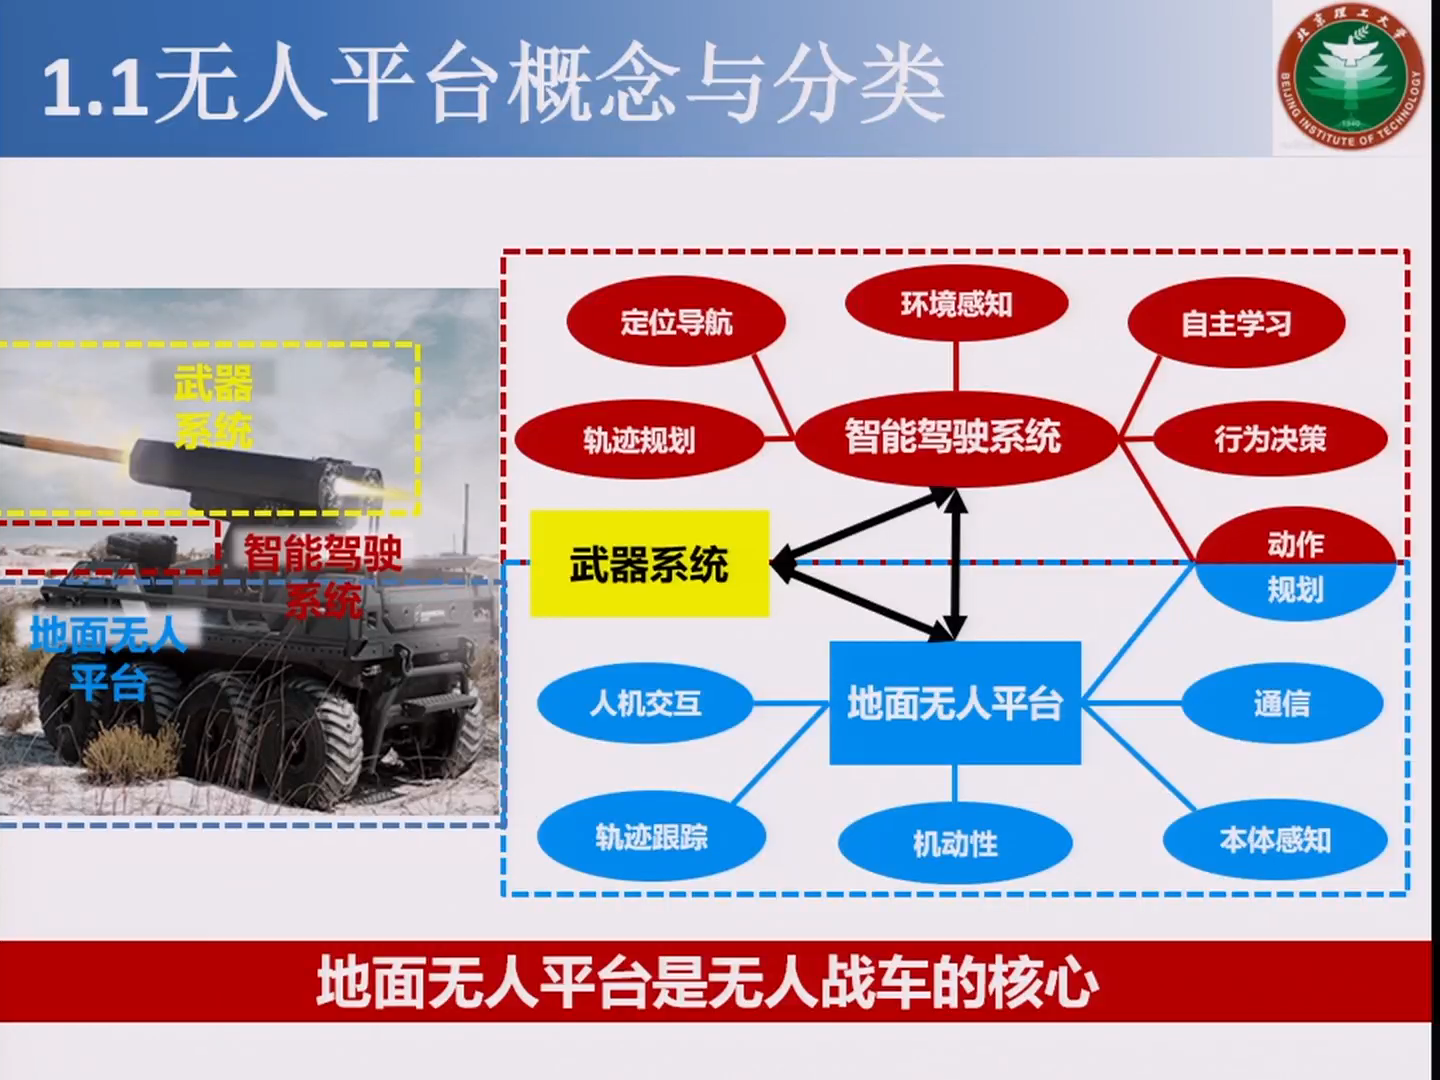 1.1无人平台概念与分类
北京理工大学
BEIJING INSTITUTE OF TECHNOLOGY
1940
武器
系统
智能驾驶
系统
地面无人
平台
定位导航
环境感知
自主学习
轨迹规划
智能驾驶系统
行为决策
武器系统
动作
规划
人机交互
地面无人平台
通信
轨迹跟踪
机动性
本体感知
地面无人平台是无人战车的核心